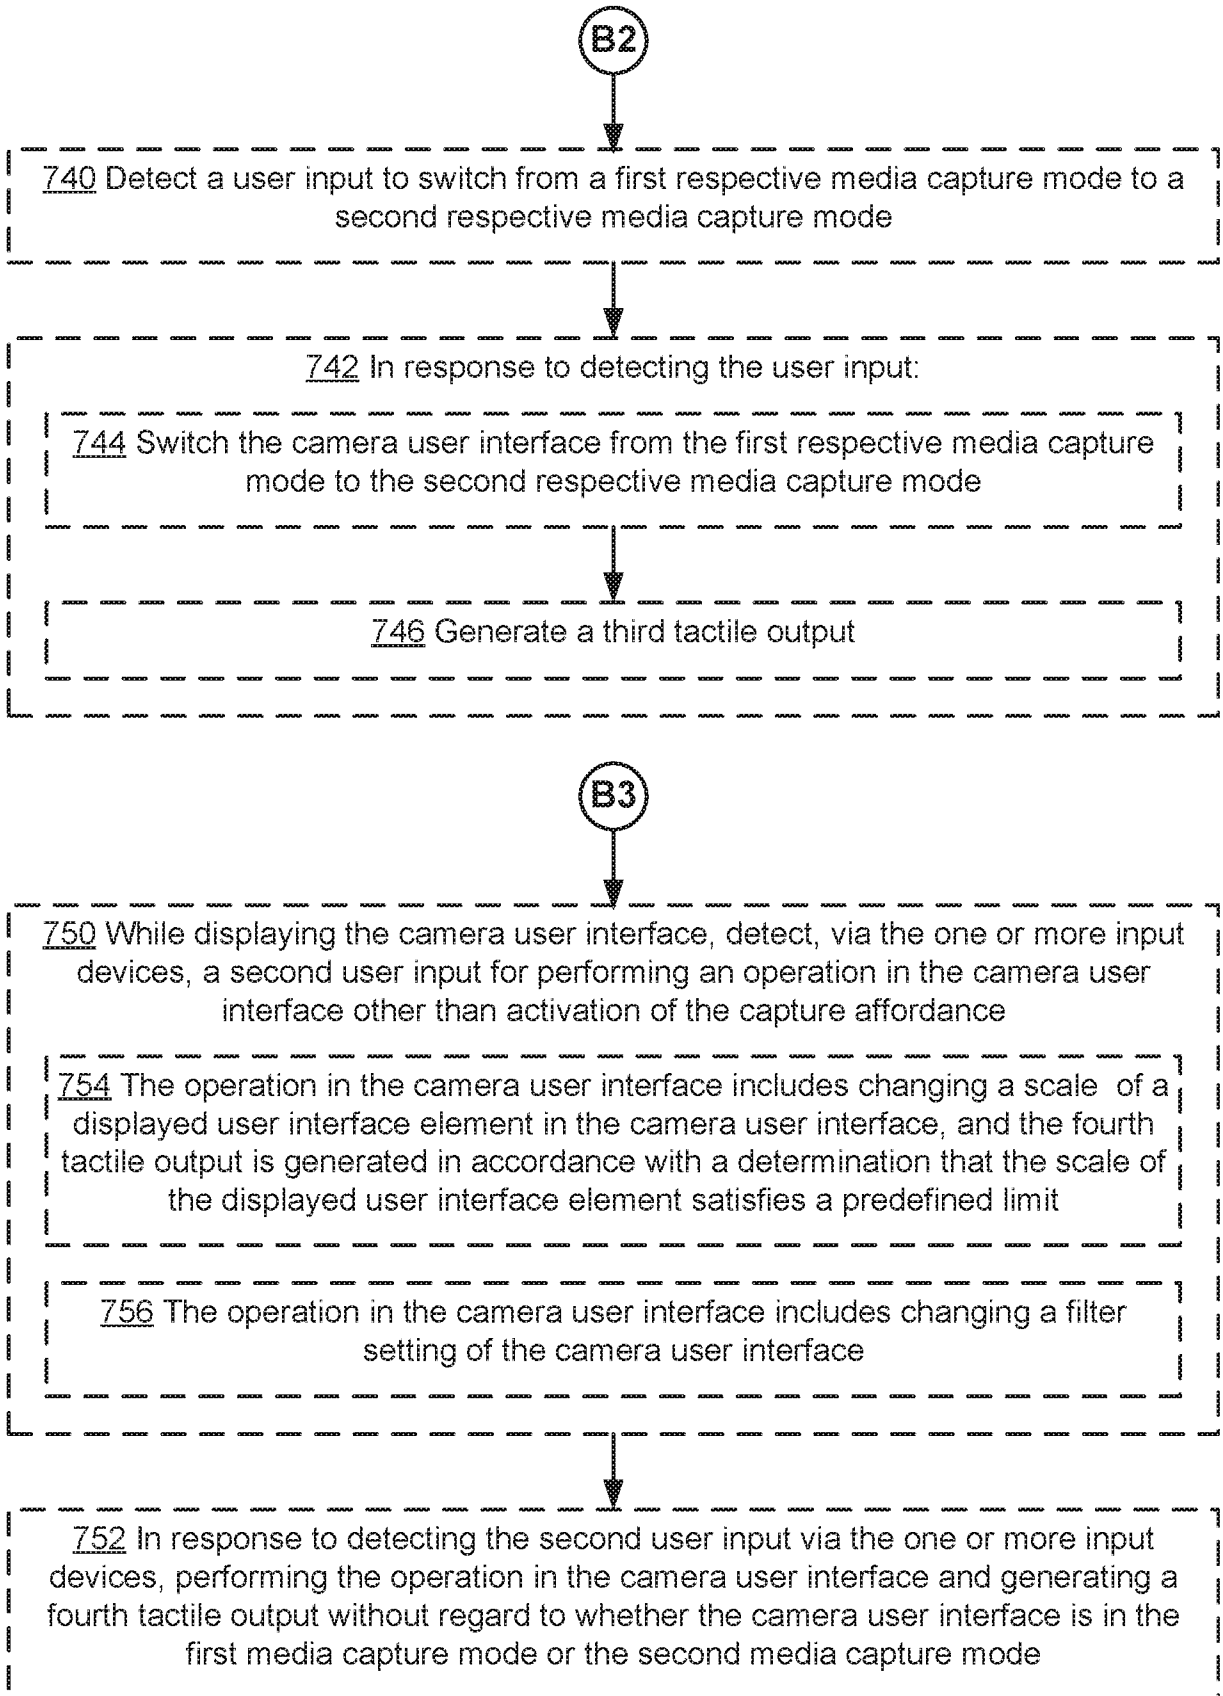 B2
740 Detect a user input to switch from a first respective media capture mode to a
second respective media capture mode
742 In response to detecting the user input:
744 Switch the camera user interface from the first respective media capture
mode to the second respective media capture mode
746 Generate a third tactile output
B3
750 While displaying the camera user interface, detect, via the one or more input
devices, a second user input for performing an operation in the camera user
interface other than activation of the capture affordance
754 The operation in the camera user interface includes changing a scale of a
displayed user interface element in the camera user interface, and the fourth
tactile output is generated in accordance with a determination that the scale of
the displayed user interface element satisfies a predefined limit
756 The operation in the camera user interface includes changing a filter
setting of the camera user interface
752 In response to detecting the second user input via the one or more input
devices, performing the operation in the camera user interface and generating a
fourth tactile output without regard to whether the camera user interface is in the
first media capture mode or the second media capture mode